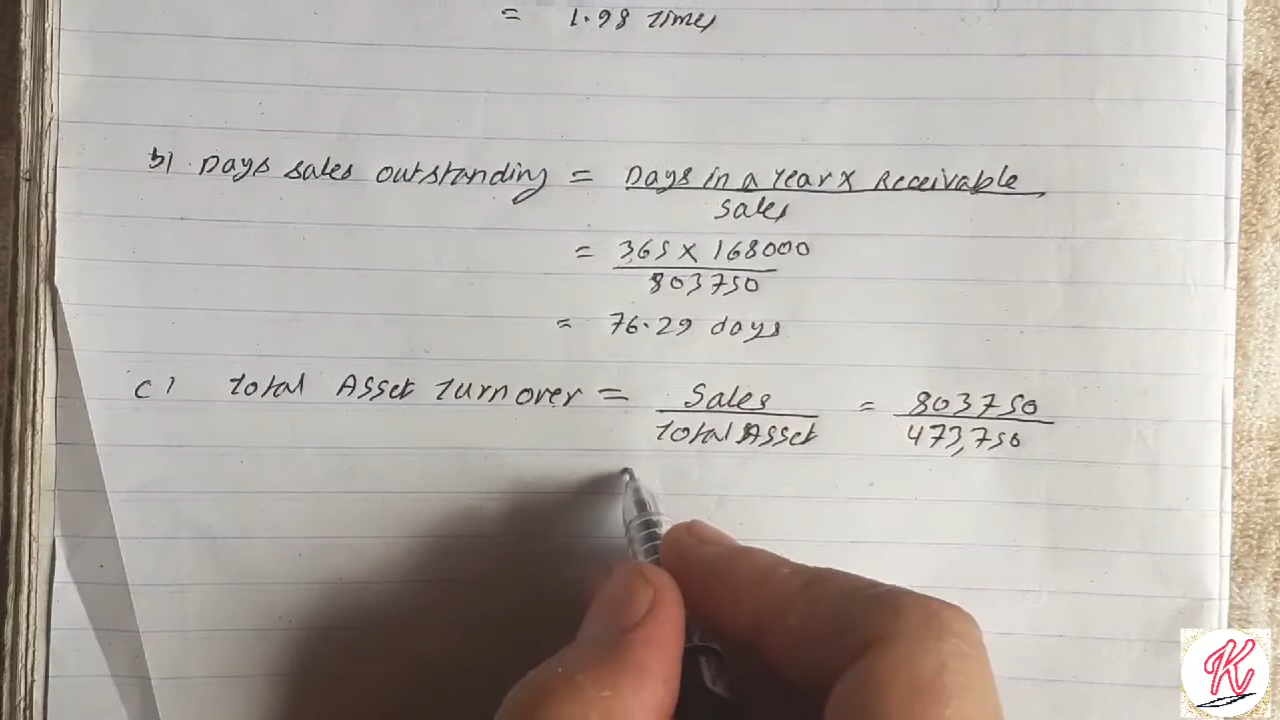 = 1.98 times
b) Days sales outstanding = Days in a Year x Receivable
sales
= 365 x 168000
803750
= 76.29 days
c) Total Asset Turnover = Sales = 803750
Total Asset 473,750
K